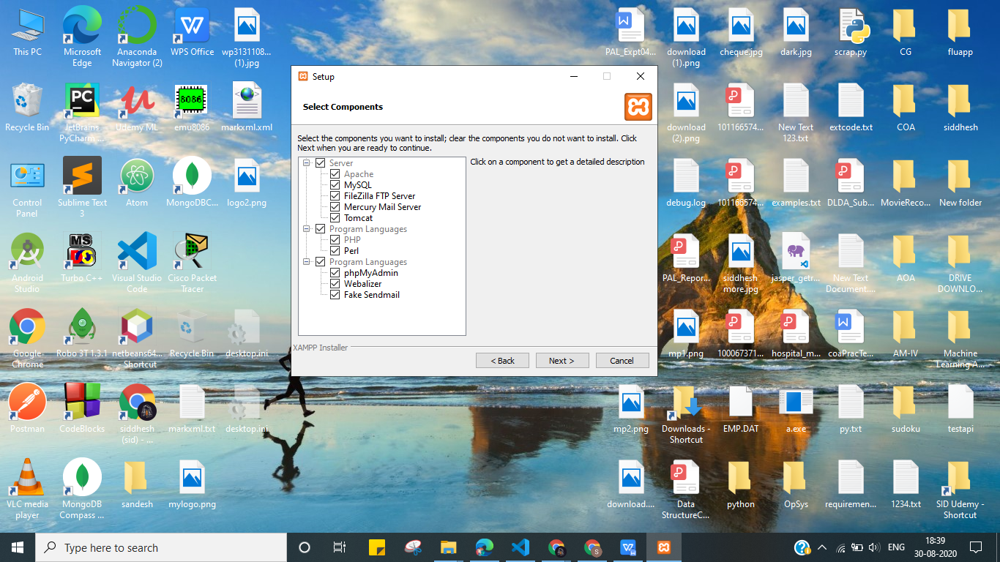 This PC
Microsoft
Edge
Anaconda
Navigator (2)
WPS Office
wp3131108...
(1).jpg
PAL_Expt04...
download
(1).png
cheque.jpg
dark.jpg
scrap.py
CG
fluapp
Recycle Bin
JetBrains
PyCharm ...
Udemy ML
emu8086
markxml.xml
download
(2).png
101166574...
New Text
123.txt
extcode.txt
COA
siddhesh
Control
Panel
Sublime Text
3
Atom
MongoDBC...
logo2.png
debug.log
101166574...
examples.txt
DLDA_Sub...
MovieReco...
New folder
Android
Studio
Turbo C++
Visual Studio
Code
Cisco Packet
Tracer
PAL_Repor...
siddhesh
more.jpg
jasper_getr...
New Text
Document....
AOA
DRIVE
DOWNLO...
Google
Chrome
Robo 3T 1.3.1
netbeans64...
- Shortcut
Recycle Bin
desktop.ini
mp1.png
100067371...
hospital_m...
coaPracTe...
AM-IV
Machine
Learning A...
Postman
CodeBlocks
siddhesh
(sid) - ...
markxml.txt
desktop.ini
mp2.png
Downloads -
Shortcut
EMP.DAT
a.exe
py.txt
sudoku
testapi
VLC media
player
MongoDB
Compass ...
sandesh
mylogo.png
download....
Data
StructureC...
python
OpSys
requiremen...
1234.txt
SID Udemy -
Shortcut
Setup
Select Components
Select the components you want to install; clear the components you do not want to install. Click
Next when you are ready to continue.
Server
Apache
MySQL
FileZilla FTP Server
Mercury Mail Server
Tomcat
Program Languages
PHP
Perl
Program Languages
phpMyAdmin
Webalizer
Fake Sendmail
Click on a component to get a detailed description
XAMPP Installer
< Back
Next >
Cancel
Type here to search
ENG
18:39
30-08-2020